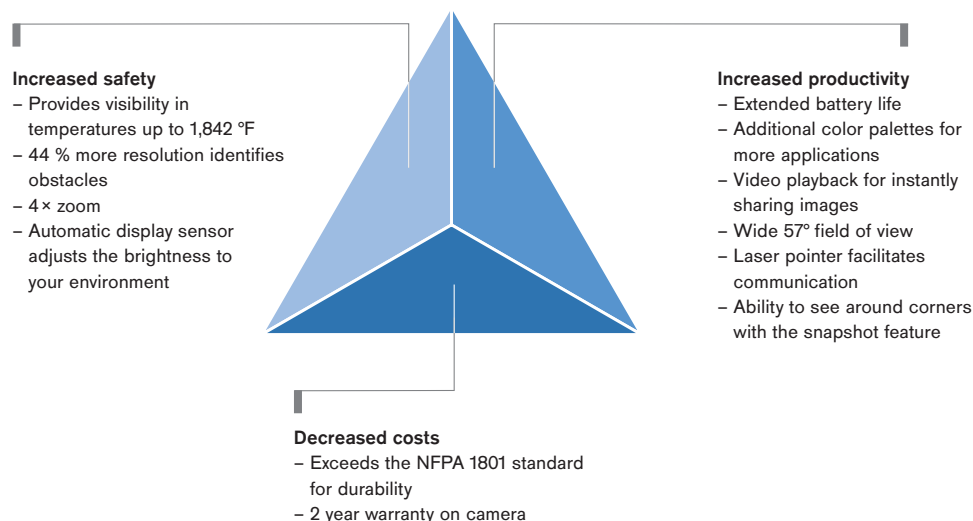 Increased safety
– Provides visibility in
temperatures up to 1,842 °F
– 44 % more resolution identifies
obstacles
– 4× zoom
– Automatic display sensor
adjusts the brightness to
your environment
Increased productivity
– Extended battery life
– Additional color palettes for
more applications
– Video playback for instantly
sharing images
– Wide 57° field of view
– Laser pointer facilitates
communication
– Ability to see around corners
with the snapshot feature
Decreased costs
– Exceeds the NFPA 1801 standard
for durability
– 2 year warranty on camera